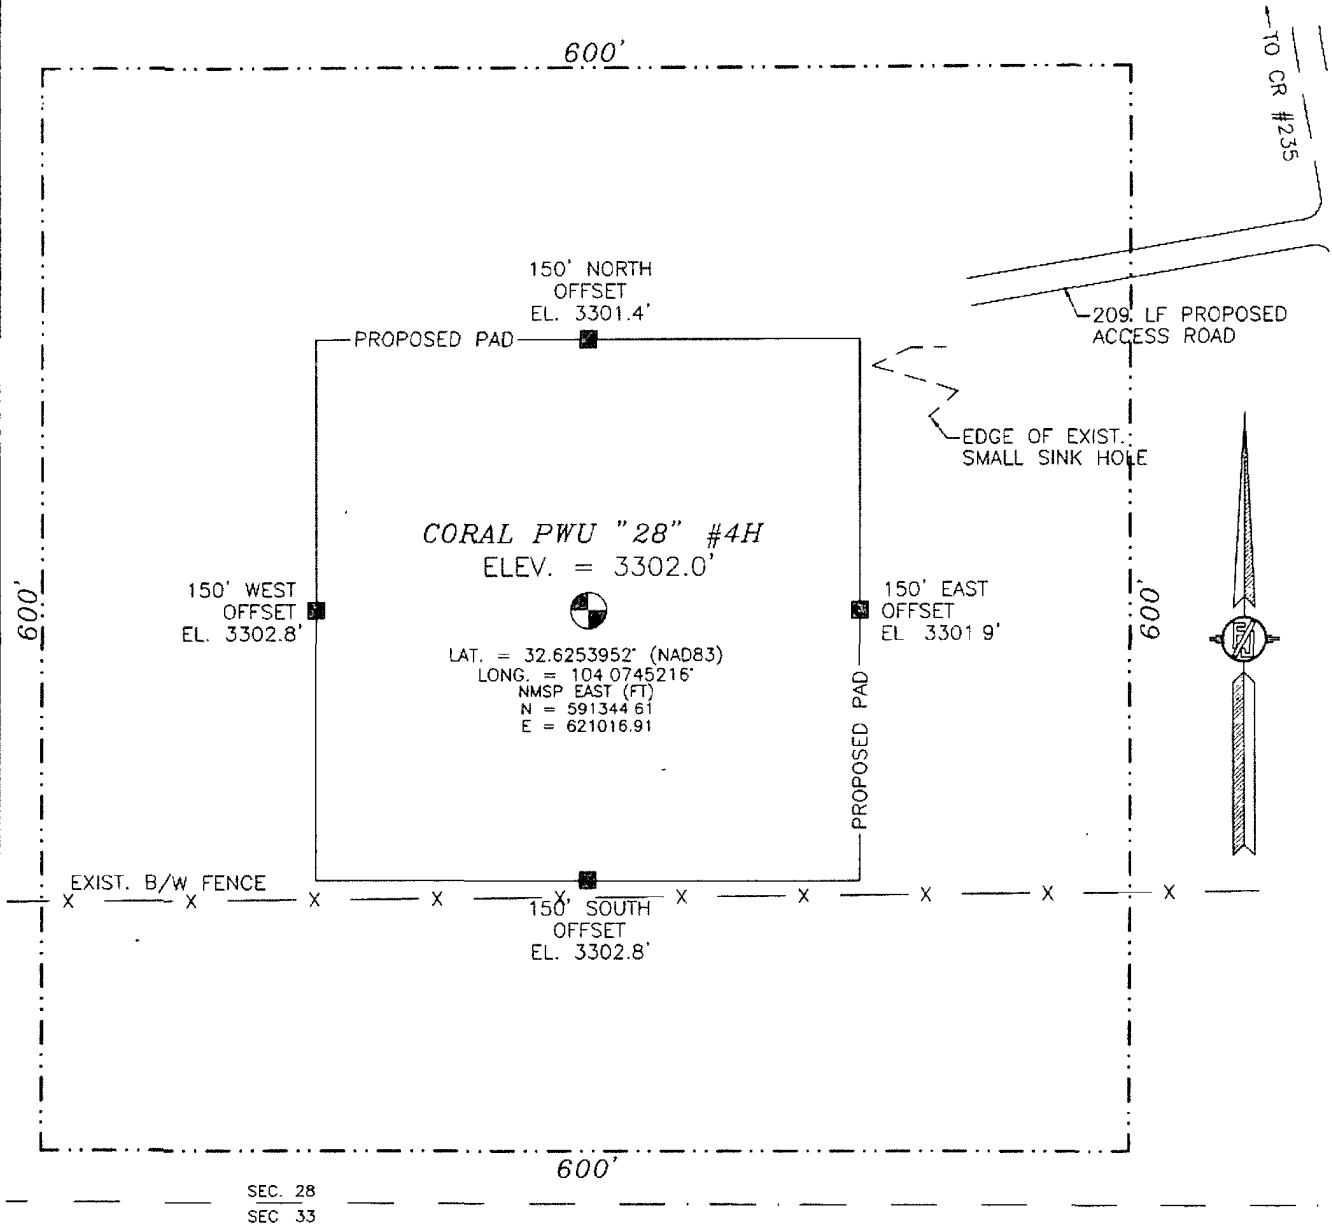 600'
←TO CR #235
150' NORTH
OFFSET
EL. 3301.4'
PROPOSED PAD
209. LF PROPOSED
ACCESS ROAD
EDGE OF EXIST.
SMALL SINK HOLE
CORAL PWU "28" #4H
ELEV. = 3302.0'
150' WEST
OFFSET
EL. 3302.8'
600'
150' EAST
OFFSET
EL 3301 9'
600'
LAT. = 32.6253952° (NAD83)
LONG. = 104 0745216°
NMSP EAST (FT)
N = 591344 61
E = 621016.91
PROPOSED PAD
EXIST. B/W FENCE
X X X X X X X X X X
150' SOUTH
OFFSET
EL. 3302.8'
600'
SEC. 28
SEC 33